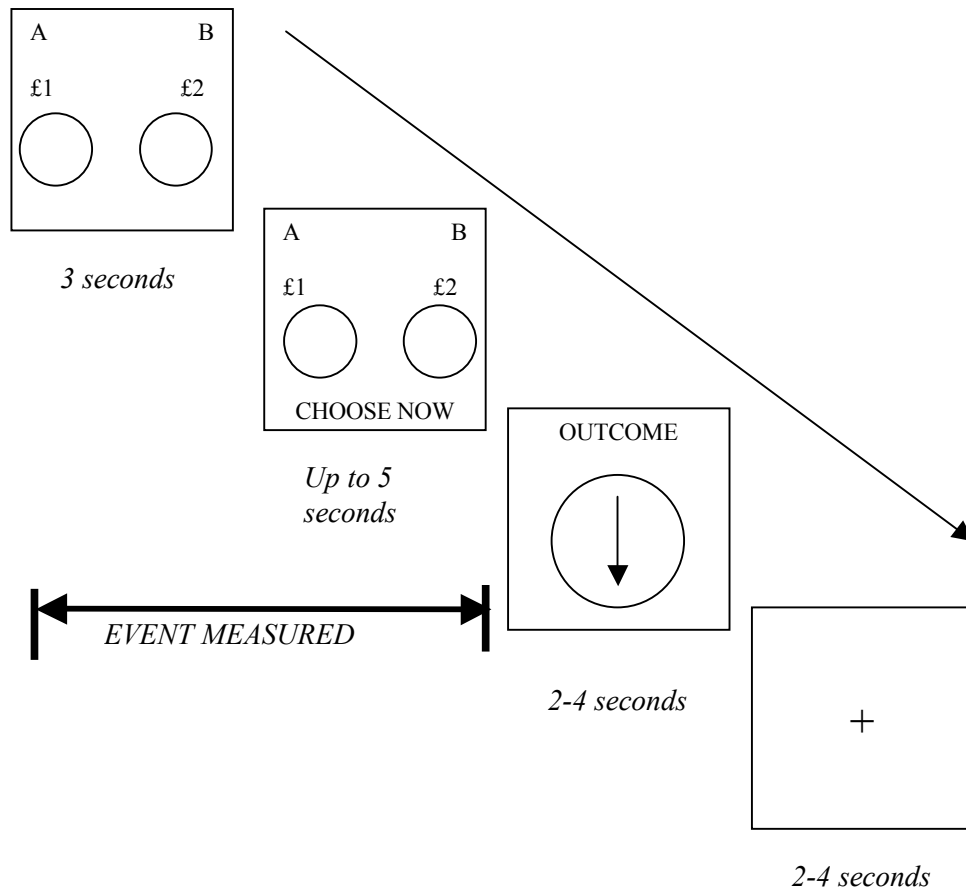 A B
£1 £2
3 seconds
A B
£1 £2
CHOOSE NOW
Up to 5
seconds
OUTCOME
EVENT MEASURED
2-4 seconds
+
2-4 seconds